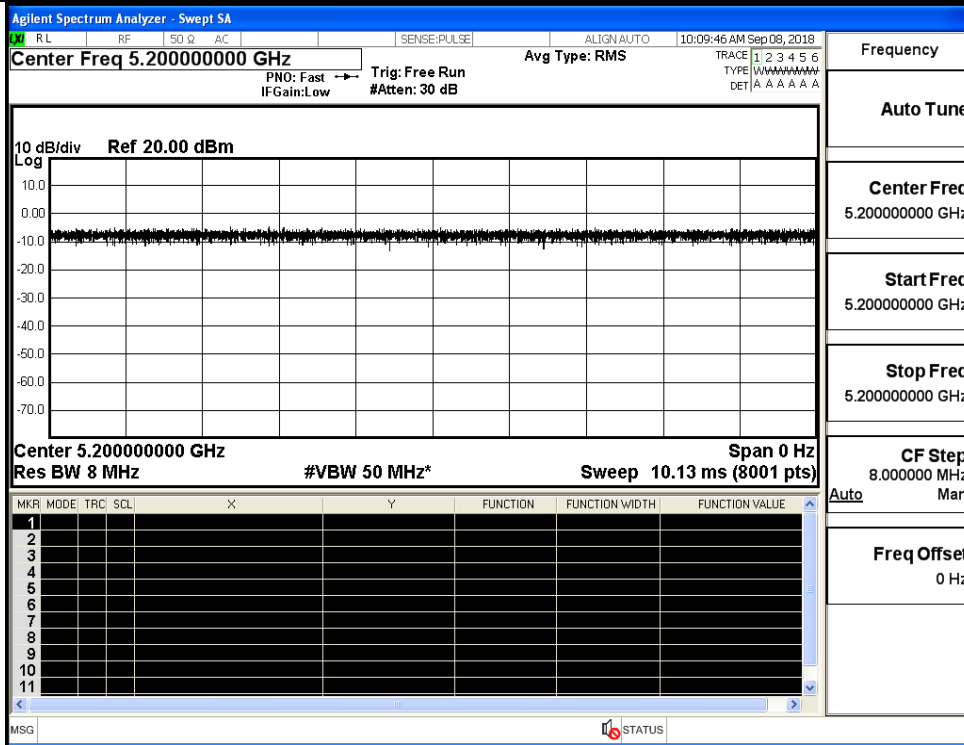 Agilent Spectrum Analyzer - Swept SA
LXI RL RF 50 Ω AC SENSE:PULSE ALIGN AUTO 10:09:46 AM Sep 08, 2018
Center Freq 5.200000000 GHz Avg Type: RMS TRACE 1 2 3 4 5 6
PNO: Fast Trig: Free Run TYPE WWWWWW
IFGain:Low #Atten: 30 dB DET A A A A A A
10 dB/div Ref 20.00 dBm
Log
10.0
0.00
-10.0
-20.0
-30.0
-40.0
-50.0
-60.0
-70.0
Center 5.200000000 GHz Span 0 Hz
Res BW 8 MHz #VBW 50 MHz* Sweep 10.13 ms (8001 pts)
MKR MODE TRC SCL X Y FUNCTION FUNCTION WIDTH FUNCTION VALUE
1
2
3
4
5
6
7
8
9
10
11
MSG STATUS
Frequency
Auto Tune
Center Freq
5.200000000 GHz
Start Freq
5.200000000 GHz
Stop Freq
5.200000000 GHz
CF Step
8.000000 MHz
Auto Man
Freq Offset
0 Hz